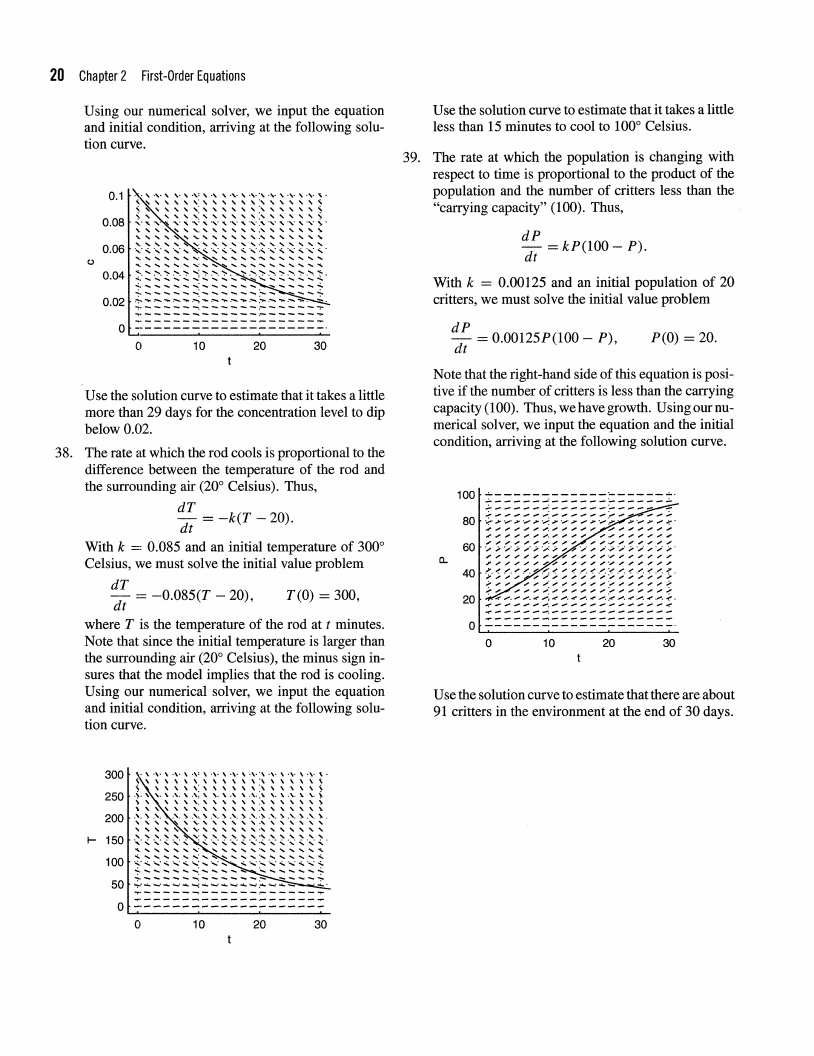 20 Chapter 2 First-Order Equations
Using our numerical solver, we input the equation
and initial condition, arriving at the following solu-
tion curve.
0.1
0.08
0.06
0.04
0.02
0
c
0 10 20 30
t
Use the solution curve to estimate that it takes a little
more than 29 days for the concentration level to dip
below 0.02.
38. The rate at which the rod cools is proportional to the
difference between the temperature of the rod and
the surrounding air (20° Celsius). Thus,
dT/dt = −k(T − 20).
With k = 0.085 and an initial temperature of 300°
Celsius, we must solve the initial value problem
dT/dt = −0.085(T − 20), T(0) = 300,
where T is the temperature of the rod at t minutes.
Note that since the initial temperature is larger than
the surrounding air (20° Celsius), the minus sign in-
sures that the model implies that the rod is cooling.
Using our numerical solver, we input the equation
and initial condition, arriving at the following solu-
tion curve.
300
250
200
150
100
50
0
T
0 10 20 30
t
Use the solution curve to estimate that it takes a little
less than 15 minutes to cool to 100° Celsius.
39. The rate at which the population is changing with
respect to time is proportional to the product of the
population and the number of critters less than the
“carrying capacity” (100). Thus,
dP/dt = kP(100 − P).
With k = 0.00125 and an initial population of 20
critters, we must solve the initial value problem
dP/dt = 0.00125P(100 − P), P(0) = 20.
Note that the right-hand side of this equation is posi-
tive if the number of critters is less than the carrying
capacity (100). Thus, we have growth. Using our nu-
merical solver, we input the equation and the initial
condition, arriving at the following solution curve.
100
80
60
40
20
0
P
0 10 20 30
t
Use the solution curve to estimate that there are about
91 critters in the environment at the end of 30 days.